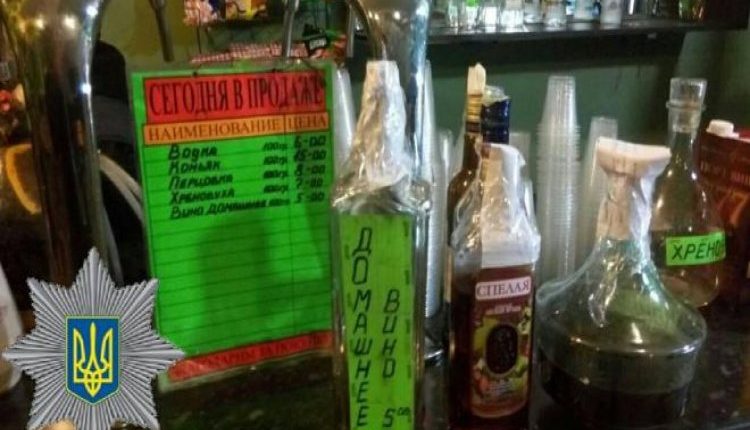 СЕГОДНЯ В ПРОДАЖЕ
НАИМЕНОВАНИЕ ЦЕНА
Водка 100гр. 6-00
Коньяк 100гр. 15-00
Перцовка 100гр. 8-00
Хреновуха 100гр. 7-00
Вино домашнее 100гр. 5-00
ДОМАШНЕЕ
ВИНО
5
СПЕЛАЯ
ХРЕНО